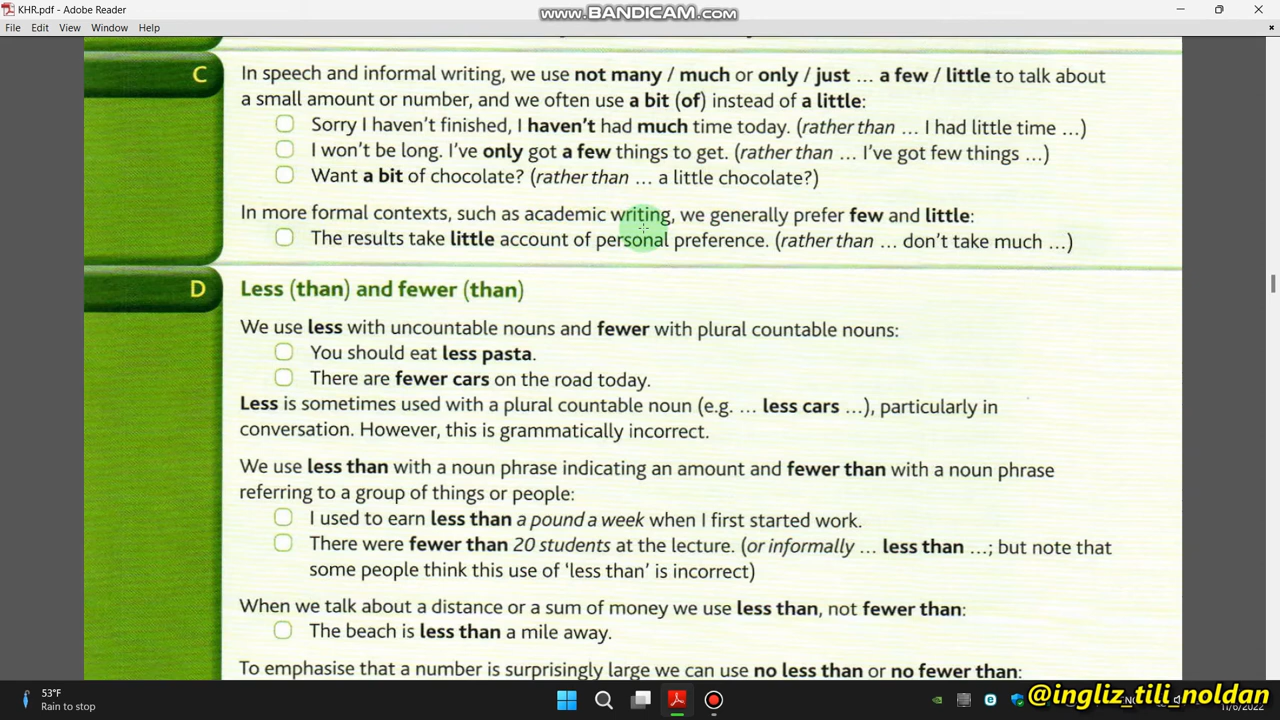 KHR.pdf - Adobe Reader
www.BANDICAM.com
File Edit View Window Help
C
In speech and informal writing, we use not many / much or only / just … a few / little to talk about
a small amount or number, and we often use a bit (of) instead of a little:
Sorry I haven't finished, I haven't had much time today. (rather than … I had little time …)
I won't be long. I've only got a few things to get. (rather than … I've got few things …)
Want a bit of chocolate? (rather than … a little chocolate?)
In more formal contexts, such as academic writing, we generally prefer few and little:
The results take little account of personal preference. (rather than … don't take much …)
D
Less (than) and fewer (than)
We use less with uncountable nouns and fewer with plural countable nouns:
You should eat less pasta.
There are fewer cars on the road today.
Less is sometimes used with a plural countable noun (e.g. … less cars …), particularly in
conversation. However, this is grammatically incorrect.
We use less than with a noun phrase indicating an amount and fewer than with a noun phrase
referring to a group of things or people:
I used to earn less than a pound a week when I first started work.
There were fewer than 20 students at the lecture. (or informally … less than …; but note that
some people think this use of 'less than' is incorrect)
When we talk about a distance or a sum of money we use less than, not fewer than:
The beach is less than a mile away.
To emphasise that a number is surprisingly large we can use no less than or no fewer than:
53°F
Rain to stop
@ingliz_tili_noldan
11/6/2022